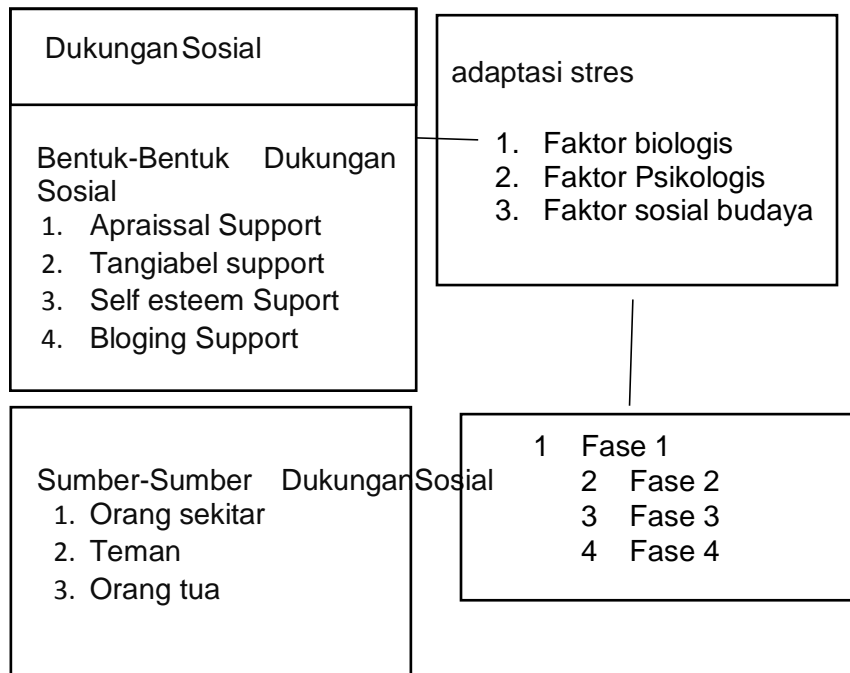 Dukungan Sosial
Bentuk-Bentuk Dukungan
Sosial
1. Apraissal Support
2. Tangiabel support
3. Self esteem Suport
4. Bloging Support
adaptasi stres
1. Faktor biologis
2. Faktor Psikologis
3. Faktor sosial budaya
Sumber-Sumber DukunganSosial
1. Orang sekitar
2. Teman
3. Orang tua
1 Fase 1
2 Fase 2
3 Fase 3
4 Fase 4